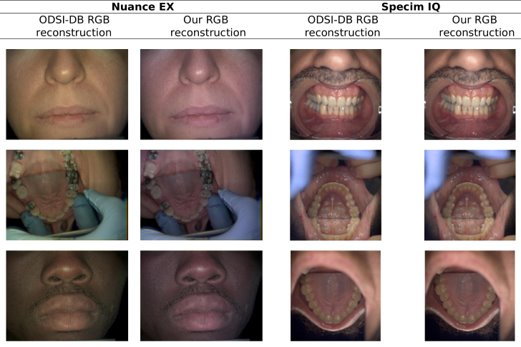 Nuance EX Specim IQ
ODSI-DB RGB Our RGB ODSI-DB RGB Our RGB
reconstruction reconstruction reconstruction reconstruction